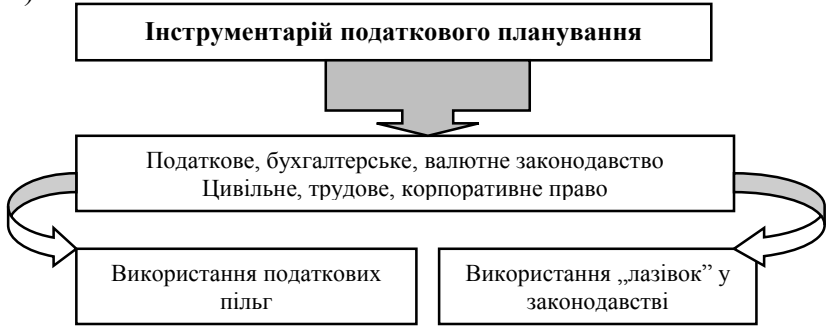 )
Інструментарій податкового планування
Податкове, бухгалтерське, валютне законодавство
Цивільне, трудове, корпоративне право
Використання податкових
пільг
Використання „лазівок” у
законодавстві